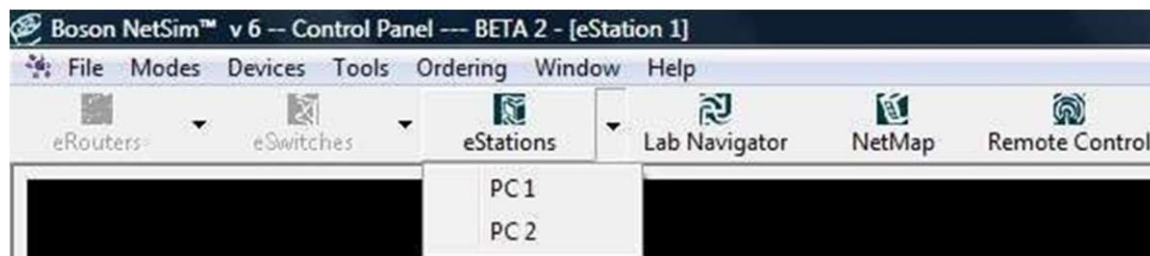 Boson NetSim™ v 6 -- Control Panel --- BETA 2 - [eStation 1]
File Modes Devices Tools Ordering Window Help
eRouters eSwitches eStations Lab Navigator NetMap Remote Control
PC 1
PC 2